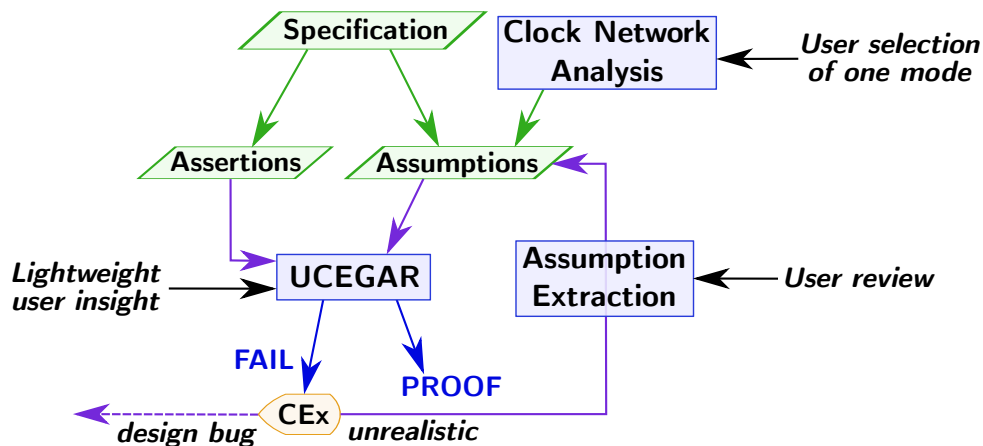 Specification
Clock Network
Analysis
User selection
of one mode
Assertions
Assumptions
Lightweight
user insight
UCEGAR
Assumption
Extraction
User review
FAIL
PROOF
CEx
design bug
unrealistic